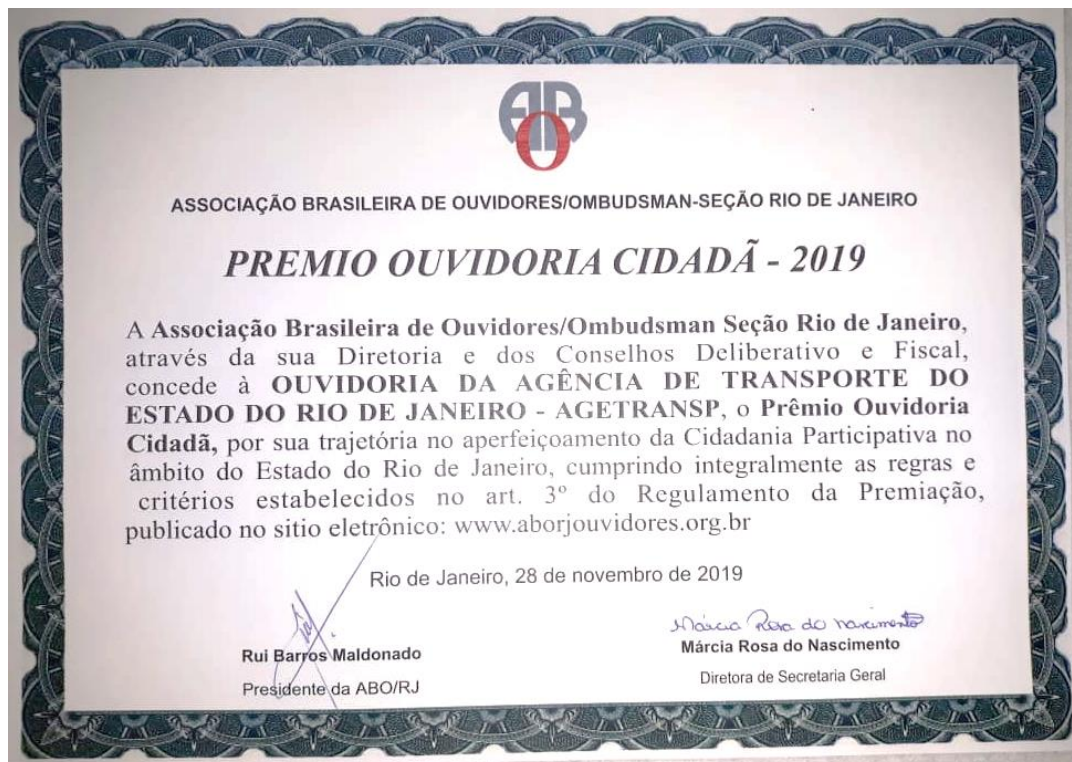 ABO
ASSOCIAÇÃO BRASILEIRA DE OUVIDORES/OMBUDSMAN-SEÇÃO RIO DE JANEIRO
PREMIO OUVIDORIA CIDADÃ - 2019
A Associação Brasileira de Ouvidores/Ombudsman Seção Rio de Janeiro,
através da sua Diretoria e dos Conselhos Deliberativo e Fiscal,
concede à OUVIDORIA DA AGÊNCIA DE TRANSPORTE DO
ESTADO DO RIO DE JANEIRO - AGETRANSP, o Prêmio Ouvidoria
Cidadã, por sua trajetória no aperfeiçoamento da Cidadania Participativa no
âmbito do Estado do Rio de Janeiro, cumprindo integralmente as regras e
critérios estabelecidos no art. 3º do Regulamento da Premiação,
publicado no sitio eletrônico: www.aborjouvidores.org.br
Rio de Janeiro, 28 de novembro de 2019
Márcia Rosa do Nascimento
Rui Barros Maldonado
Márcia Rosa do Nascimento
Presidente da ABO/RJ
Diretora de Secretaria Geral